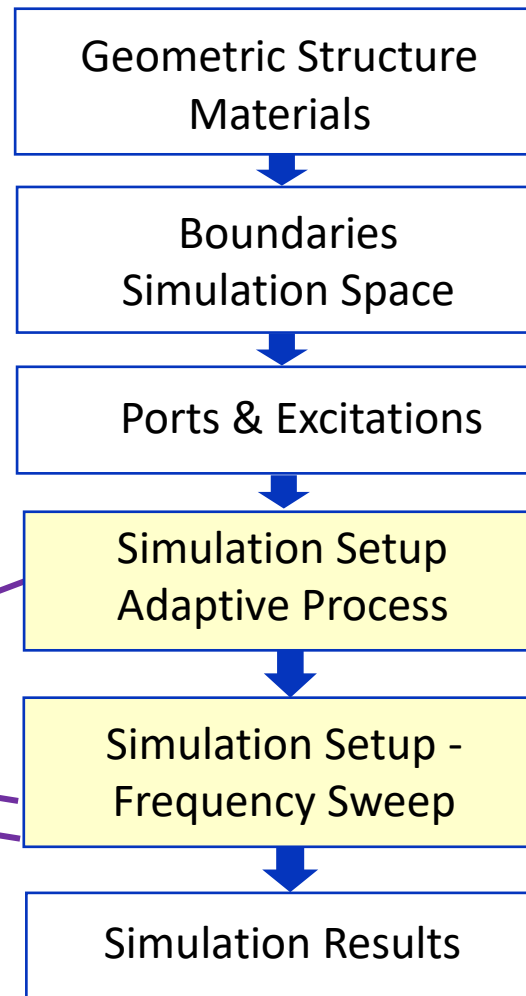 Geometric Structure
Materials
Boundaries
Simulation Space
Ports & Excitations
Simulation Setup
Adaptive Process
Simulation Setup -
Frequency Sweep
Simulation Results